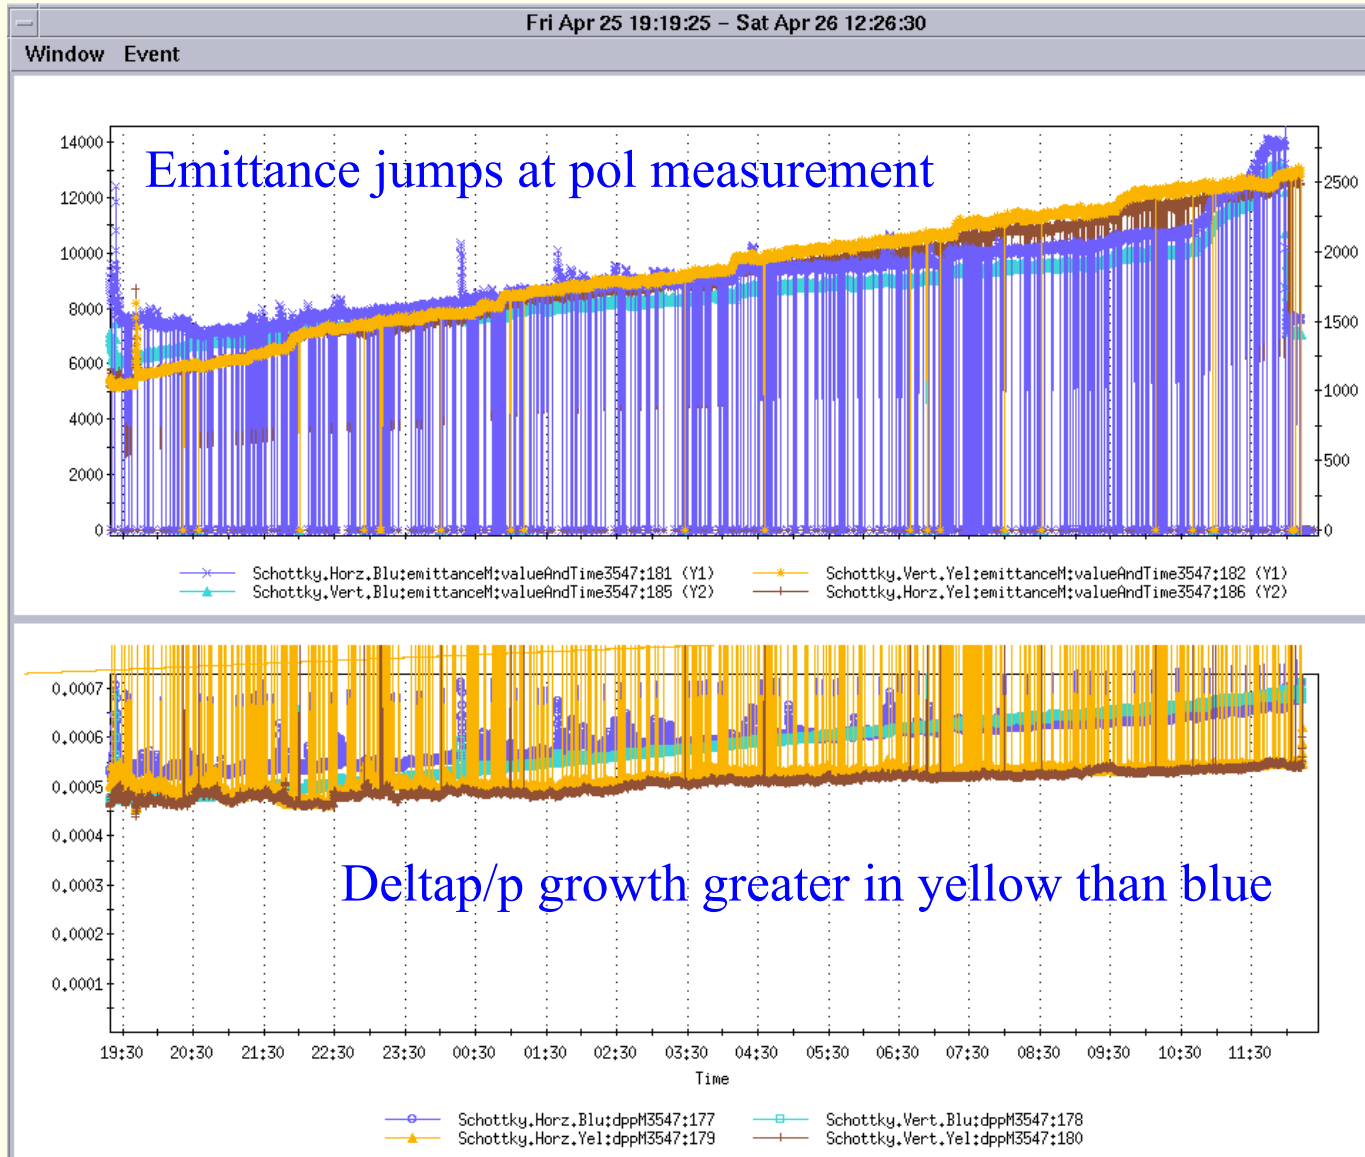 Fri Apr 25 19:19:25 – Sat Apr 26 12:26:30
Window Event
Emittance jumps at pol measurement
14000
12000
10000
8000
6000
4000
2000
0
2500
2000
1500
1000
500
0
Schottky.Horz.Blu:emittanceM:valueAndTime3547:181 (Y1)
Schottky.Vert.Yel:emittanceM:valueAndTime3547:182 (Y1)
Schottky.Vert.Blu:emittanceM:valueAndTime3547:185 (Y2)
Schottky.Horz.Yel:emittanceM:valueAndTime3547:186 (Y2)
0.0007
0.0006
0.0005
0.0004
0.0003
0.0002
0.0001
Deltap/p growth greater in yellow than blue
19:30 20:30 21:30 22:30 23:30 00:30 01:30 02:30 03:30 04:30 05:30 06:30 07:30 08:30 09:30 10:30 11:30
Time
Schottky.Horz.Blu:dppM3547:177
Schottky.Vert.Blu:dppM3547:178
Schottky.Horz.Yel:dppM3547:179
Schottky.Vert.Yel:dppM3547:180